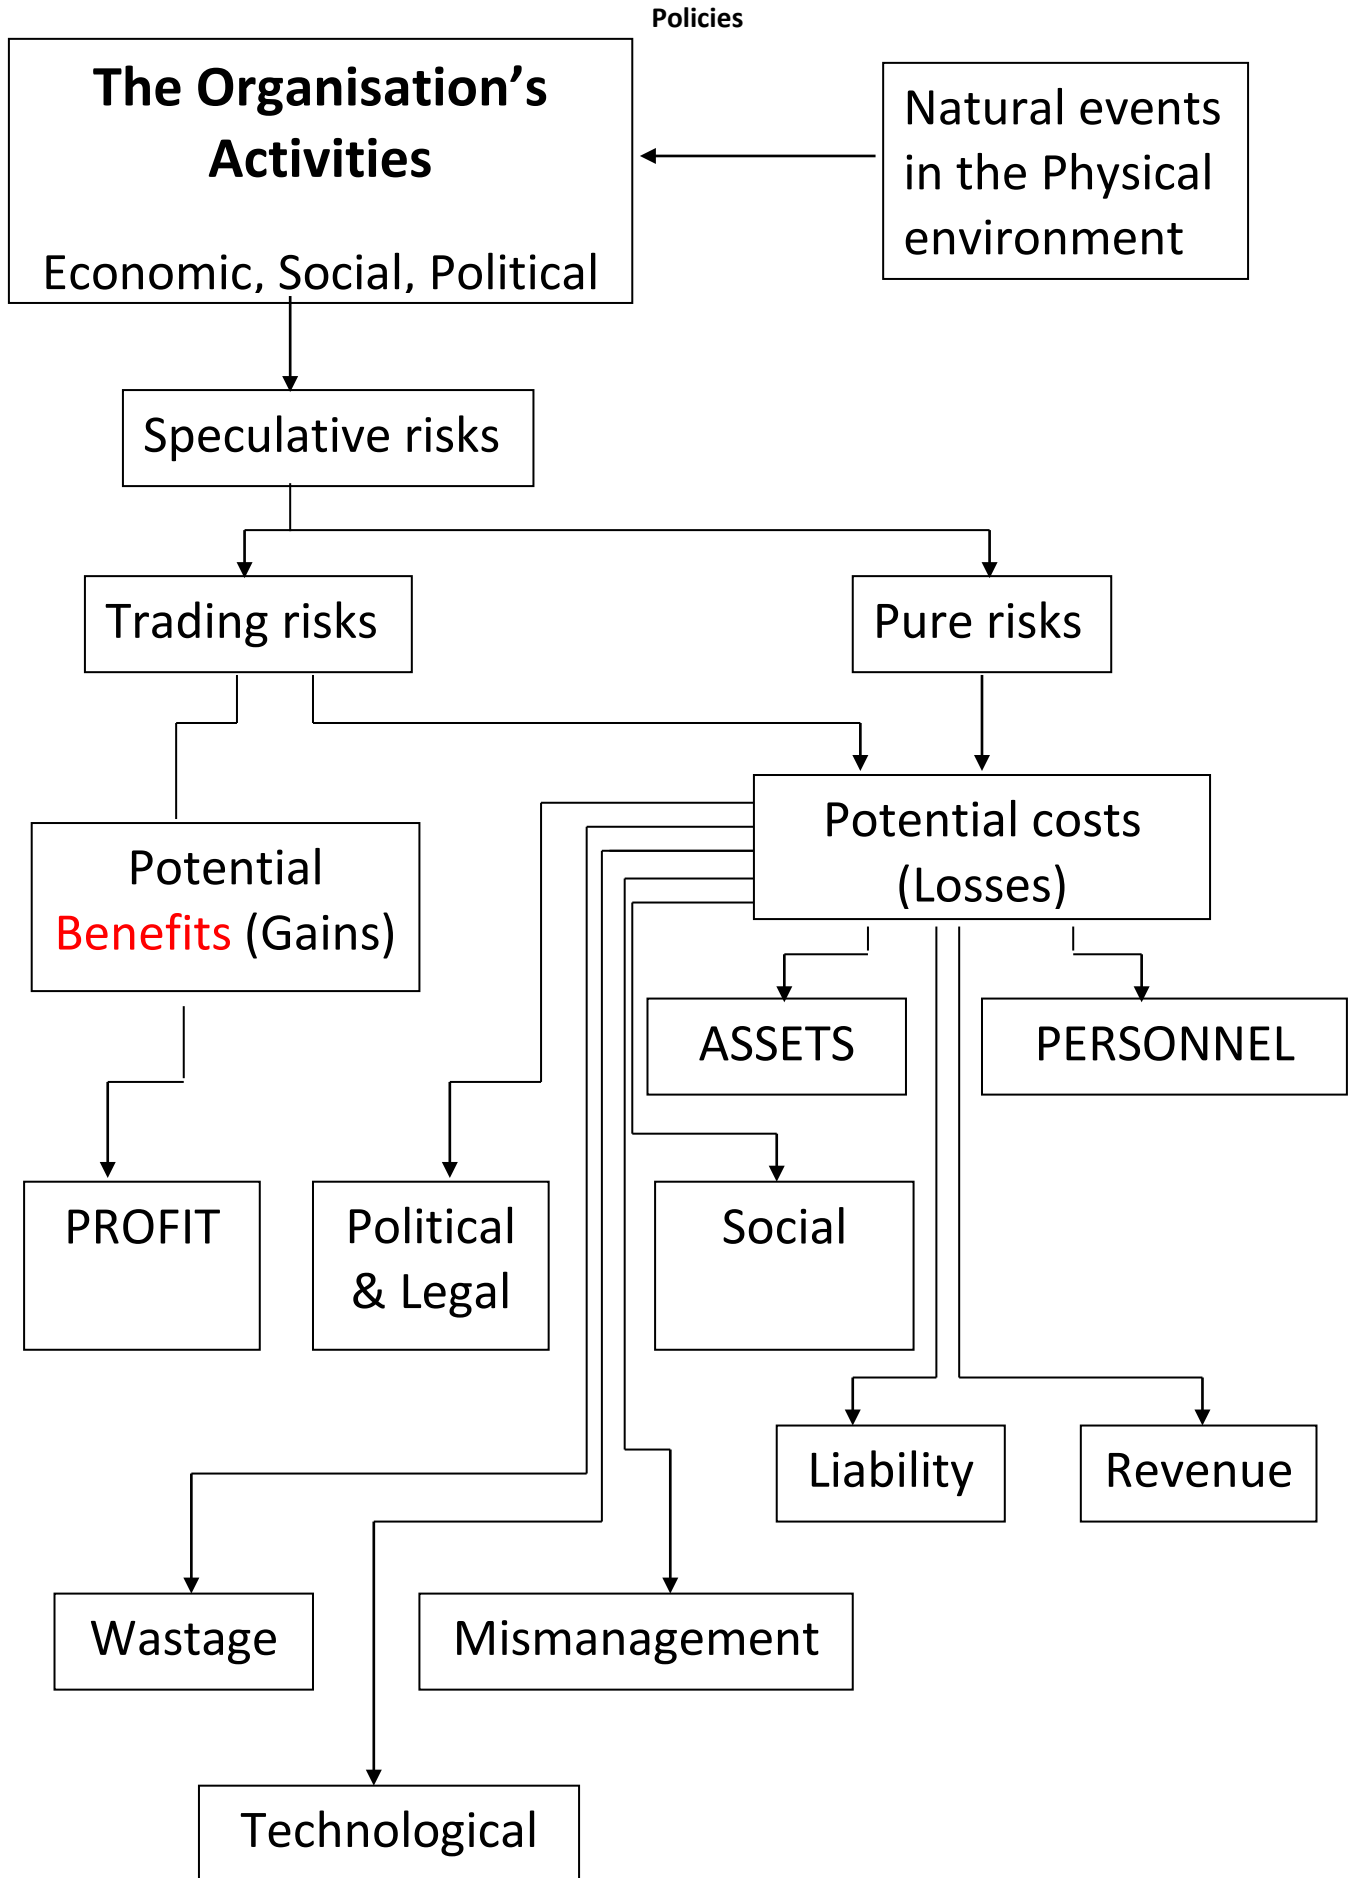 Policies
The Organisation’s
Activities
Economic, Social, Political
Natural events
in the Physical
environment
Speculative risks
Trading risks
Pure risks
Potential
Benefits (Gains)
Potential costs
(Losses)
ASSETS
PERSONNEL
PROFIT
Political
& Legal
Social
Liability
Revenue
Wastage
Mismanagement
Technological